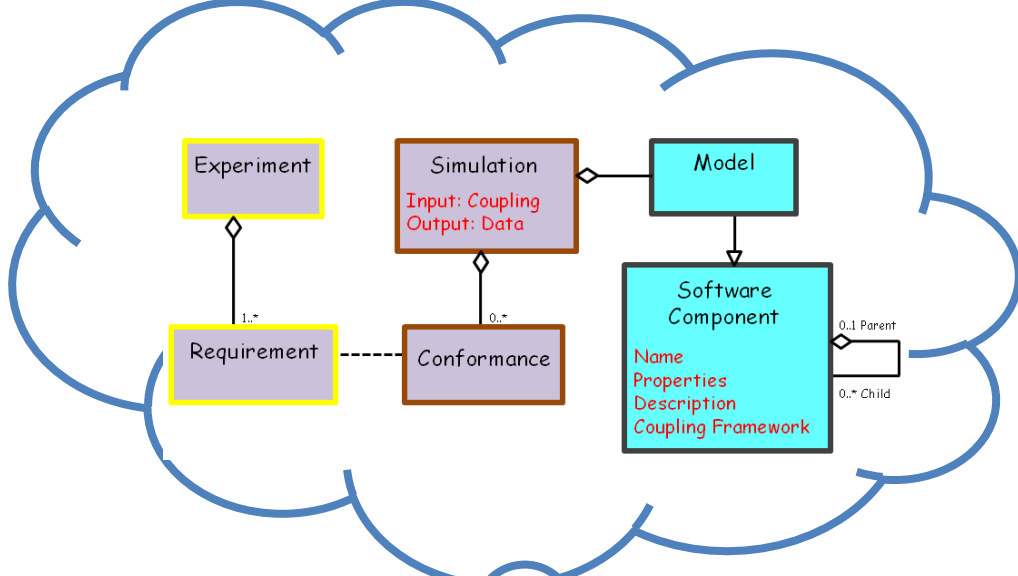 Experiment
1..*
Requirement
Simulation
Input: Coupling
Output: Data
0..*
Conformance
Model
Software
Component
Name
Properties
Description
Coupling Framework
0..1 Parent
0..* Child